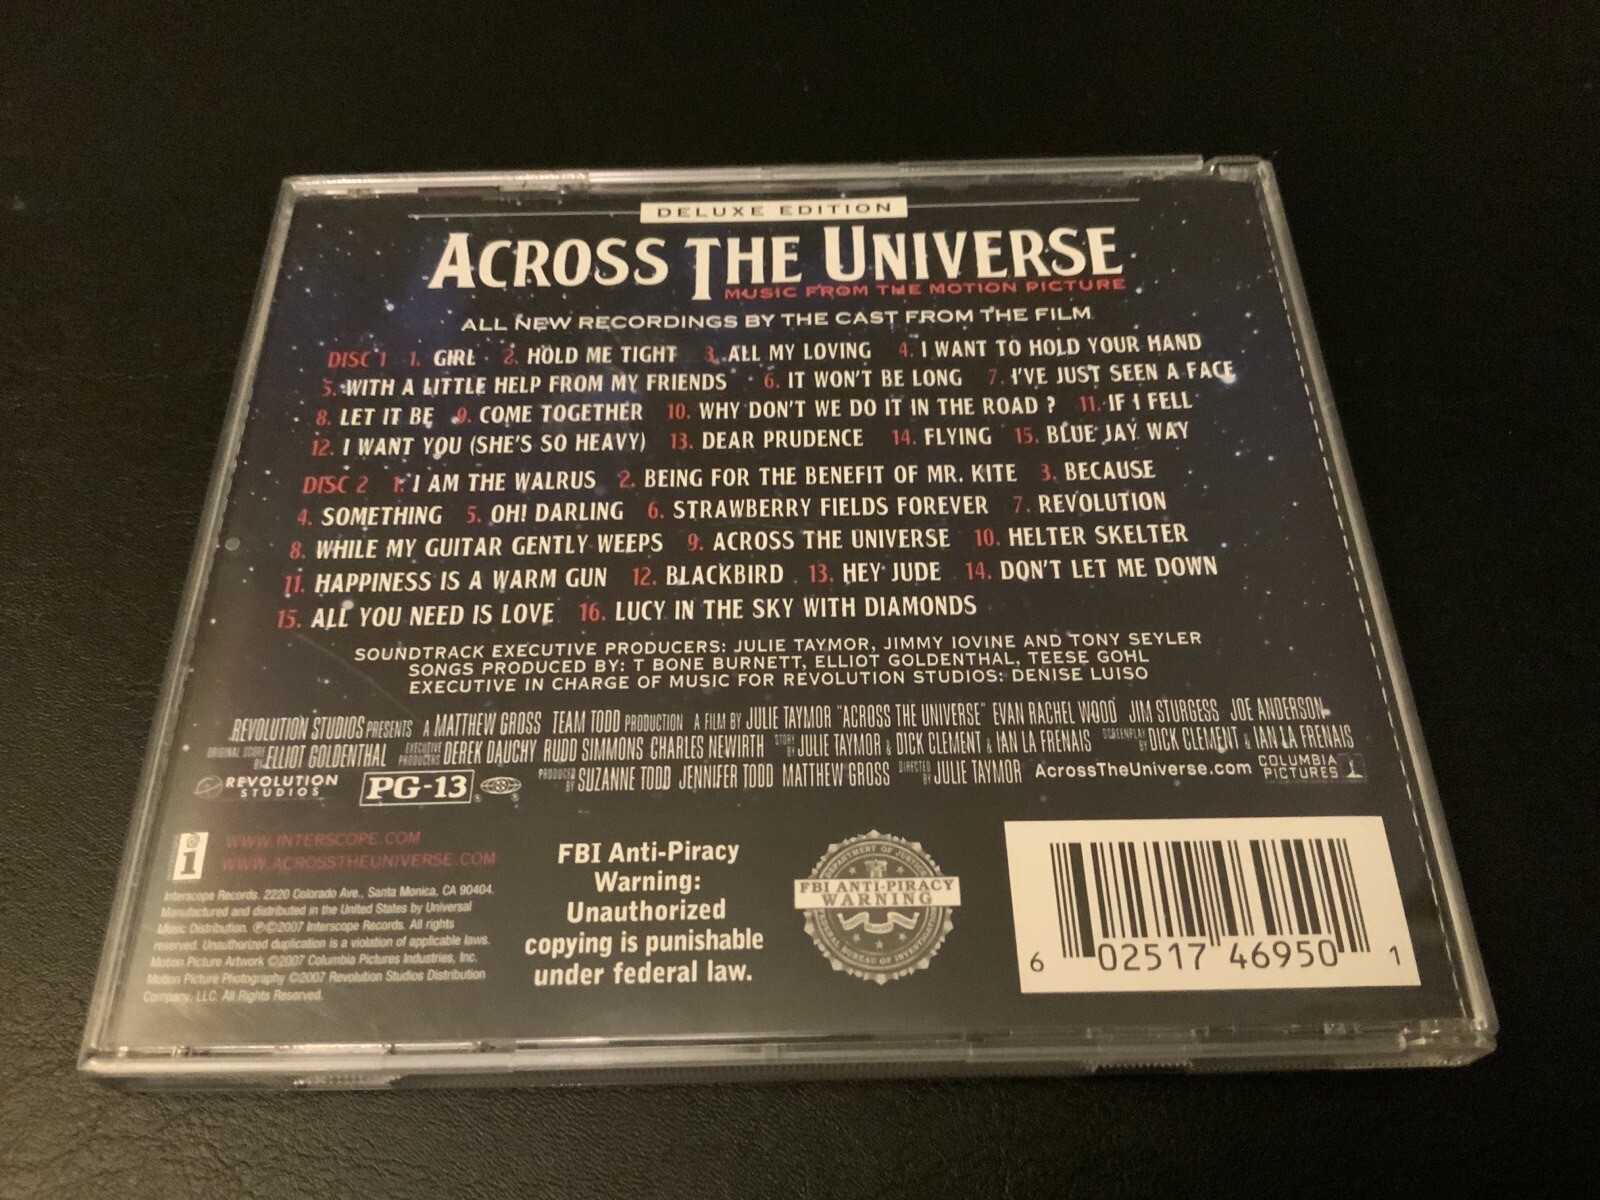 DELUXE EDITION
ACROSS THE UNIVERSE
MUSIC FROM THE MOTION PICTURE
ALL NEW RECORDINGS BY THE CAST FROM THE FILM
DISC 1 1. GIRL 2. HOLD ME TIGHT 3. ALL MY LOVING 4. I WANT TO HOLD YOUR HAND
5. WITH A LITTLE HELP FROM MY FRIENDS 6. IT WON'T BE LONG 7. I'VE JUST SEEN A FACE
8. LET IT BE 9. COME TOGETHER 10. WHY DON'T WE DO IT IN THE ROAD ? 11. IF I FELL
12. I WANT YOU (SHE'S SO HEAVY) 13. DEAR PRUDENCE 14. FLYING 15. BLUE JAY WAY
DISC 2 1. I AM THE WALRUS 2. BEING FOR THE BENEFIT OF MR. KITE 3. BECAUSE
4. SOMETHING 5. OH! DARLING 6. STRAWBERRY FIELDS FOREVER 7. REVOLUTION
8. WHILE MY GUITAR GENTLY WEEPS 9. ACROSS THE UNIVERSE 10. HELTER SKELTER
11. HAPPINESS IS A WARM GUN 12. BLACKBIRD 13. HEY JUDE 14. DON'T LET ME DOWN
15. ALL YOU NEED IS LOVE 16. LUCY IN THE SKY WITH DIAMONDS
SOUNDTRACK EXECUTIVE PRODUCERS: JULIE TAYMOR, JIMMY IOVINE AND TONY SEYLER
SONGS PRODUCED BY: T BONE BURNETT, ELLIOT GOLDENTHAL, TEESE GOHL
EXECUTIVE IN CHARGE OF MUSIC FOR REVOLUTION STUDIOS: DENISE LUISO
REVOLUTION STUDIOS PRESENTS A MATTHEW GROSS TEAM TODD PRODUCTION A FILM BY JULIE TAYMOR "ACROSS THE UNIVERSE" EVAN RACHEL WOOD JIM STURGESS JOE ANDERSON
ORIGINAL SCORE BY ELLIOT GOLDENTHAL EXECUTIVE PRODUCERS DEREK DAUCHY RUDD SIMMONS CHARLES NEWIRTH STORY BY JULIE TAYMOR & DICK CLEMENT & IAN LA FRENAIS SCREENPLAY BY DICK CLEMENT & IAN LA FRENAIS
REVOLUTION STUDIOS PG-13 PRODUCED BY SUZANNE TODD JENNIFER TODD MATTHEW GROSS DIRECTED BY JULIE TAYMOR AcrossTheUniverse.com COLUMBIA PICTURES
i
WWW.INTERSCOPE.COM
WWW.ACROSSTHEUNIVERSE.COM
Interscope Records. 2220 Colorado Ave., Santa Monica, CA 90404.
Manufactured and distributed in the United States by Universal
Music Distribution. ℗©2007 Interscope Records. All rights
reserved. Unauthorized duplication is a violation of applicable laws.
Motion Picture Artwork ©2007 Columbia Pictures Industries, Inc.
Motion Picture Photography ©2007 Revolution Studios Distribution
Company, LLC. All Rights Reserved.
FBI Anti-Piracy
Warning:
Unauthorized
copying is punishable
under federal law.
DEPARTMENT OF JUSTICE
FBI ANTI-PIRACY
WARNING
FEDERAL BUREAU OF INVESTIGATION
6 02517 46950 1